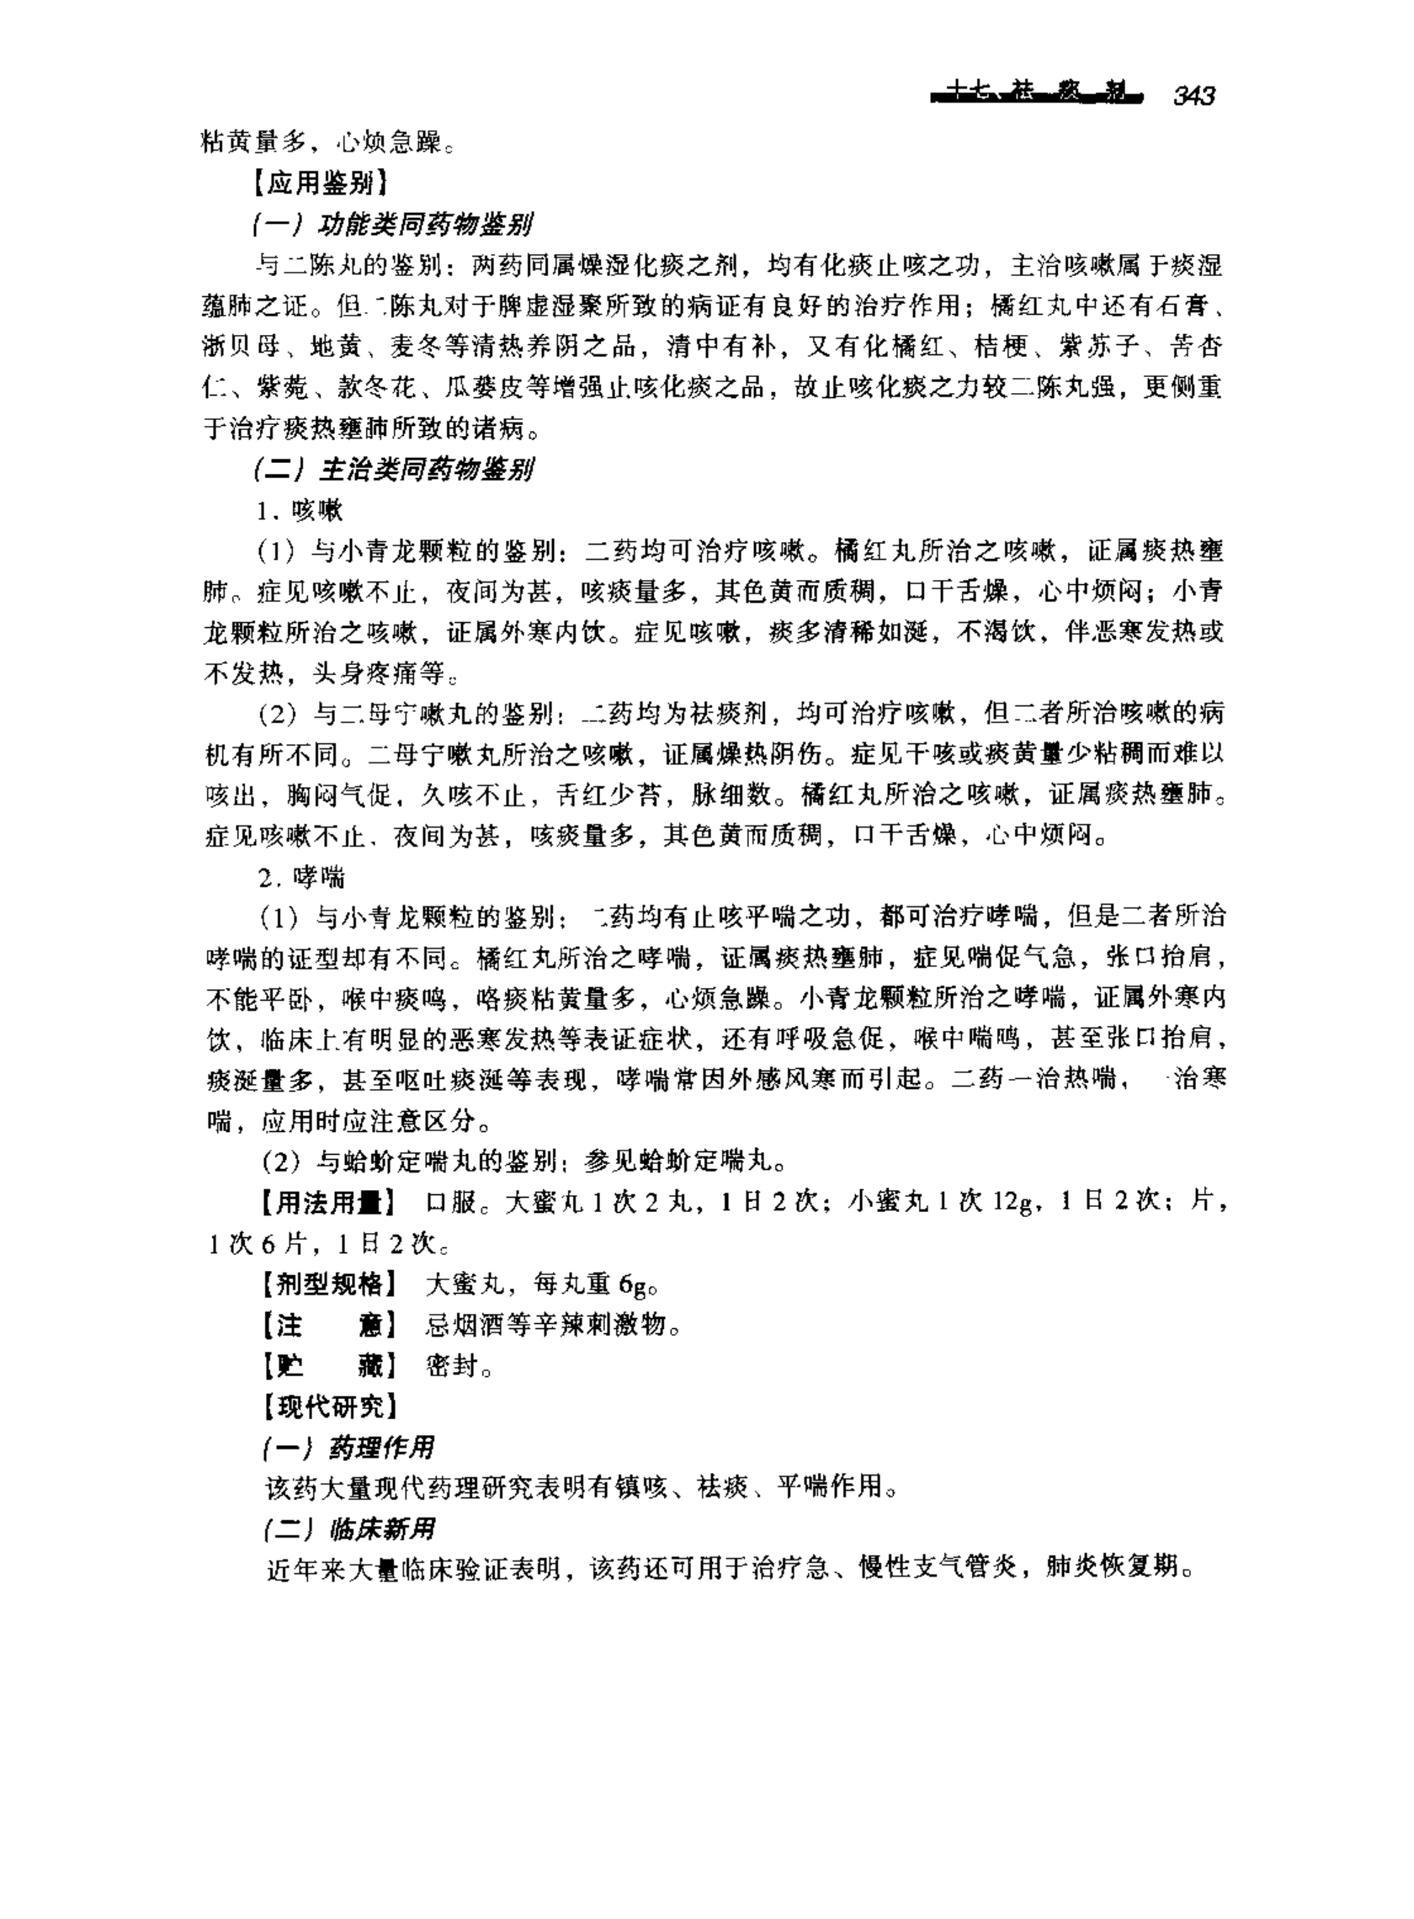 十七、祛 痰 剂 343
粘黄量多，心烦急躁。
【应用鉴别】
(一) 功能类同药物鉴别
与二陈丸的鉴别：两药同属燥湿化痰之剂，均有化痰止咳之功，主治咳嗽属于痰湿
蕴肺之证。但二陈丸对于脾虚湿聚所致的病证有良好的治疗作用；橘红丸中还有石膏、
浙贝母、地黄、麦冬等清热养阴之品，清中有补，又有化橘红、桔梗、紫苏子、苦杏
仁、紫菀、款冬花、瓜蒌皮等增强止咳化痰之品，故止咳化痰之力较二陈丸强，更侧重
于治疗痰热壅肺所致的诸病。
(二) 主治类同药物鉴别
1. 咳嗽
(1) 与小青龙颗粒的鉴别：二药均可治疗咳嗽。橘红丸所治之咳嗽，证属痰热壅
肺。症见咳嗽不止，夜间为甚，咳痰量多，其色黄而质稠，口干舌燥，心中烦闷；小青
龙颗粒所治之咳嗽，证属外寒内饮。症见咳嗽，痰多清稀如涎，不渴饮，伴恶寒发热或
不发热，头身疼痛等。
(2) 与二母宁嗽丸的鉴别：二药均为祛痰剂，均可治疗咳嗽，但二者所治咳嗽的病
机有所不同。二母宁嗽丸所治之咳嗽，证属燥热阴伤。症见干咳或痰黄量少粘稠而难以
咳出，胸闷气促，久咳不止，舌红少苔，脉细数。橘红丸所治之咳嗽，证属痰热壅肺。
症见咳嗽不止、夜间为甚，咳痰量多，其色黄而质稠，口干舌燥，心中烦闷。
2. 哮喘
(1) 与小青龙颗粒的鉴别：二药均有止咳平喘之功，都可治疗哮喘，但是二者所治
哮喘的证型却有不同。橘红丸所治之哮喘，证属痰热壅肺，症见喘促气急，张口抬肩，
不能平卧，喉中痰鸣，咯痰粘黄量多，心烦急躁。小青龙颗粒所治之哮喘，证属外寒内
饮，临床上有明显的恶寒发热等表证症状，还有呼吸急促，喉中喘鸣，甚至张口抬肩，
痰涎量多，甚至呕吐痰涎等表现，哮喘常因外感风寒而引起。二药一治热喘，一治寒
喘，应用时应注意区分。
(2) 与蛤蚧定喘丸的鉴别：参见蛤蚧定喘丸。
【用法用量】 口服。大蜜丸 1 次 2 丸，1 日 2 次；小蜜丸 1 次 12g，1 日 2 次；片，
1 次 6 片，1 日 2 次。
【剂型规格】 大蜜丸，每丸重 6g。
【注 意】 忌烟酒等辛辣刺激物。
【贮 藏】 密封。
【现代研究】
(一) 药理作用
该药大量现代药理研究表明有镇咳、祛痰、平喘作用。
(二) 临床新用
近年来大量临床验证表明，该药还可用于治疗急、慢性支气管炎，肺炎恢复期。